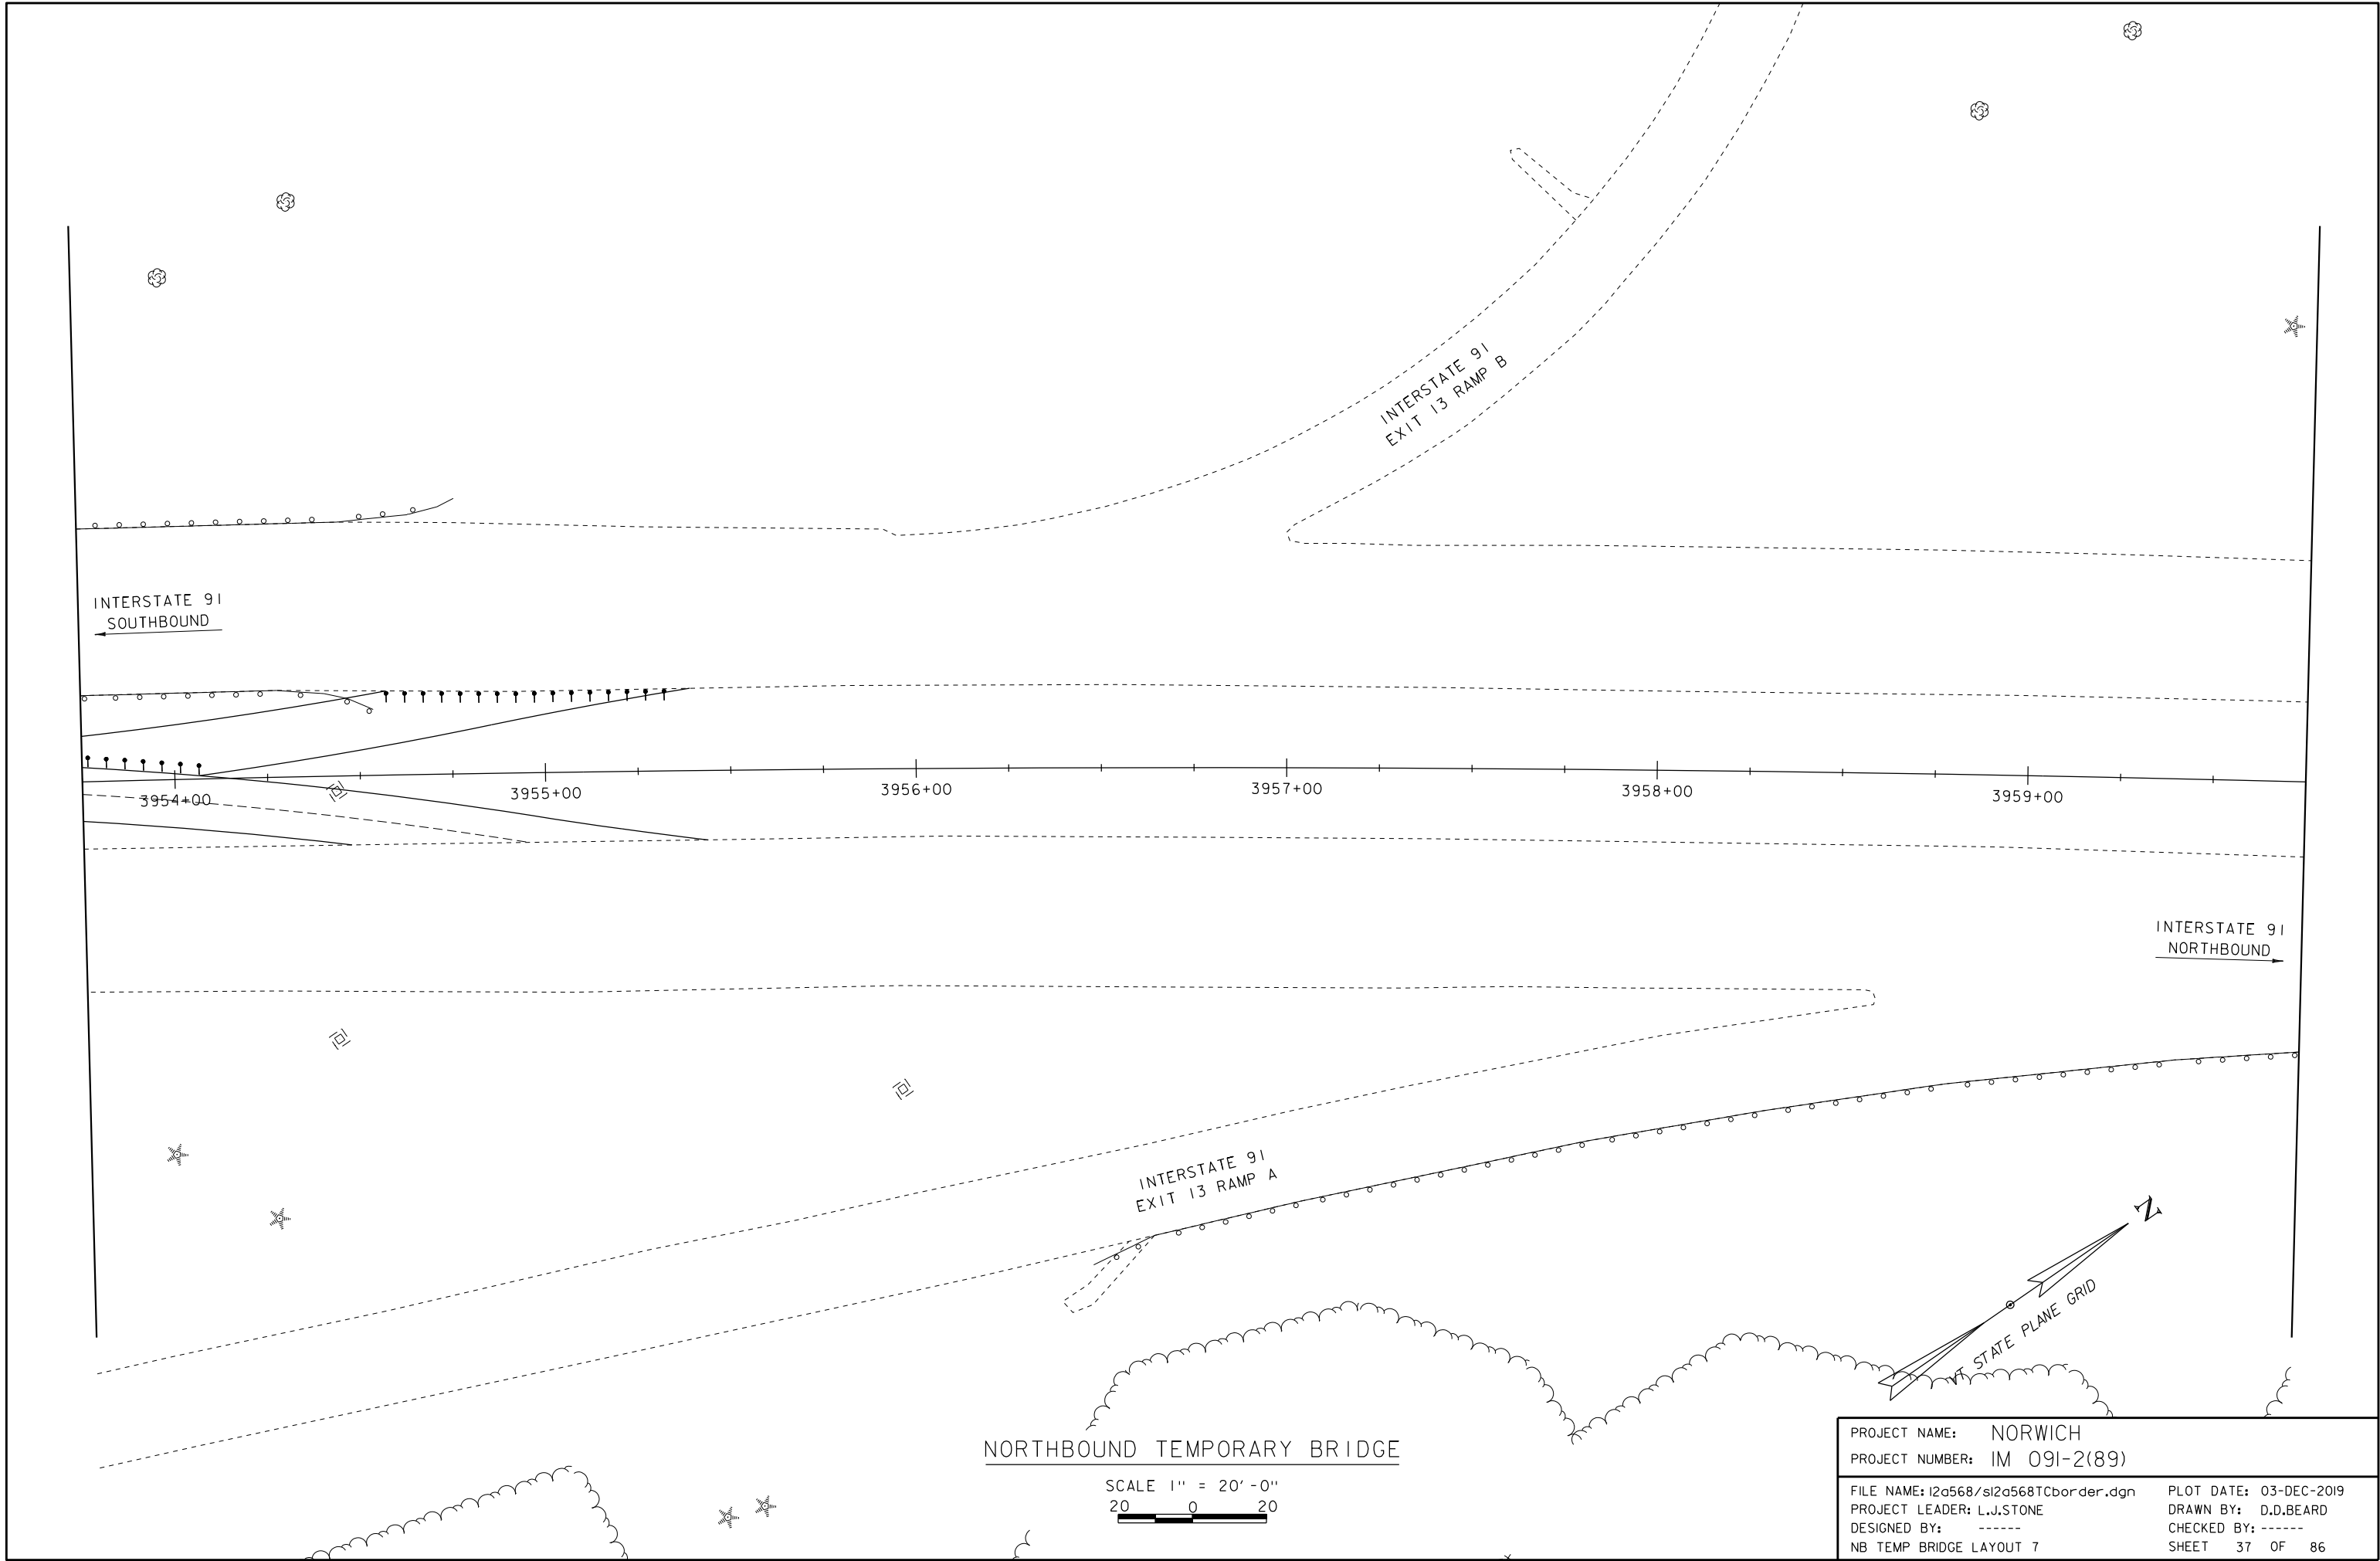 INTERSTATE 91
EXIT 13 RAMP B
INTERSTATE 91
SOUTHBOUND
3954+00
3955+00
3956+00
3957+00
3958+00
3959+00
INTERSTATE 91
NORTHBOUND
INTERSTATE 91
EXIT 13 RAMP A
N
VT STATE PLANE GRID
NORTHBOUND TEMPORARY BRIDGE
SCALE 1" = 20'-0"
20 0 20
PROJECT NAME: NORWICH
PROJECT NUMBER: IM 091-2(89)
FILE NAME: 12a568/s12a568TCborder.dgn PLOT DATE: 03-DEC-2019
PROJECT LEADER: L.J.STONE DRAWN BY: D.D.BEARD
DESIGNED BY: ------ CHECKED BY: ------
NB TEMP BRIDGE LAYOUT 7 SHEET 37 OF 86